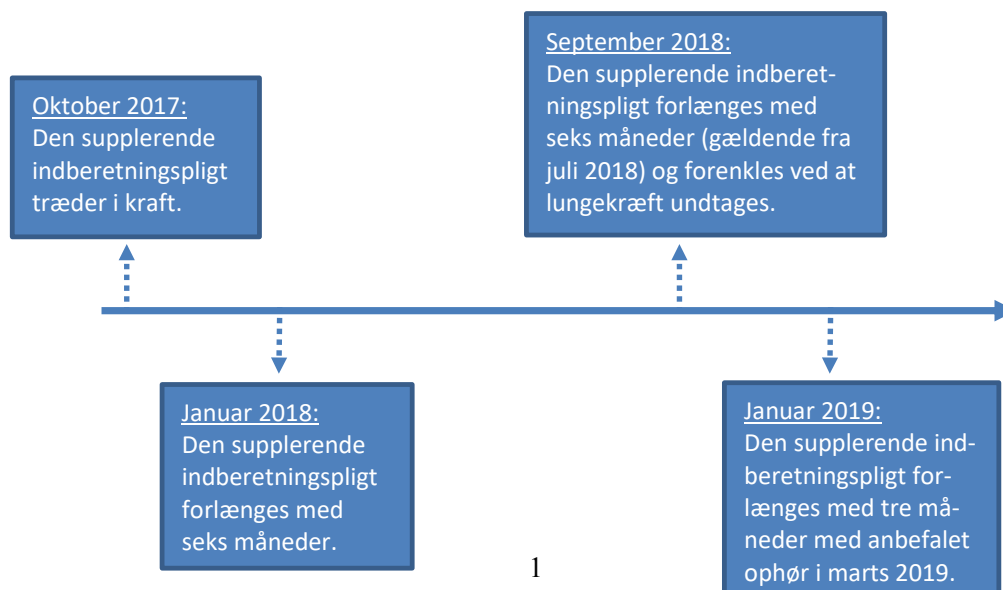 Oktober 2017:
Den supplerende
indberetningspligt
træder i kraft.
September 2018:
Den supplerende indberet-
ningspligt forlænges med
seks måneder (gældende fra
juli 2018) og forenkles ved at
lungekræft undtages.
Januar 2018:
Den supplerende
indberetningspligt
forlænges med
seks måneder.
Januar 2019:
Den supplerende ind-
beretningspligt for-
længes med tre må-
neder med anbefalet
ophør i marts 2019.
1